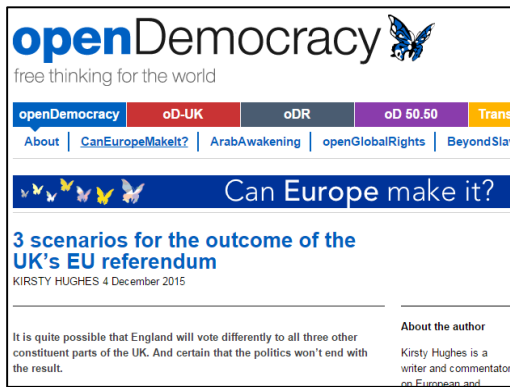 openDemocracy
free thinking for the world
openDemocracy oD-UK oDR oD 50.50 Trans
About CanEuropeMakeIt? ArabAwakening openGlobalRights BeyondSlav
Can Europe make it?
3 scenarios for the outcome of the
UK's EU referendum
KIRSTY HUGHES 4 December 2015
It is quite possible that England will vote differently to all three other
constituent parts of the UK. And certain that the politics won't end with
the result.
About the author
Kirsty Hughes is a
writer and commentator
on European and